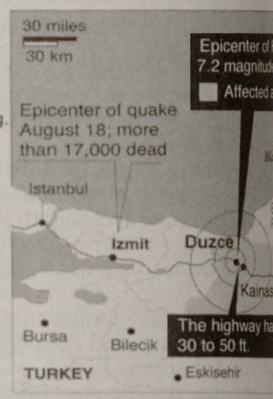 30 miles
30 km
Epicenter of
7.2 magnitude
Affected
g.
Epicenter of quake
August 18; more
than 17,000 dead
Istanbul
Izmit
Duzce
Kainas
The highway ha
30 to 50 ft.
Bursa
Bilecik
TURKEY
Eskisehir